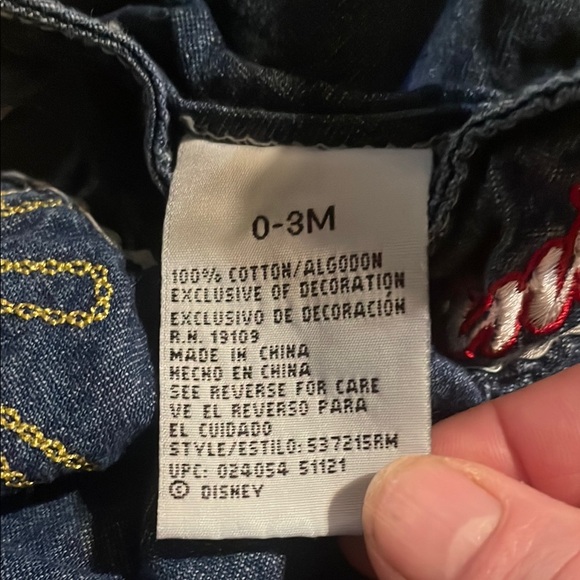 0-3M
100% COTTON/ALGODON
EXCLUSIVE OF DECORATION
EXCLUSIVO DE DECORACIÓN
R.N. 19109
MADE IN CHINA
HECHO EN CHINA
SEE REVERSE FOR CARE
VE EL REVERSO PARA
EL CUIDADO
STYLE/ESTILO: 537215RM
UPC: 024054 51121
© DISNEY